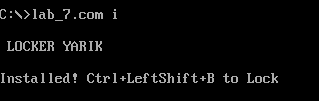 C:\>lab_7.com i
LOCKER YARIK
Installed! Ctrl+LeftShift+B to Lock